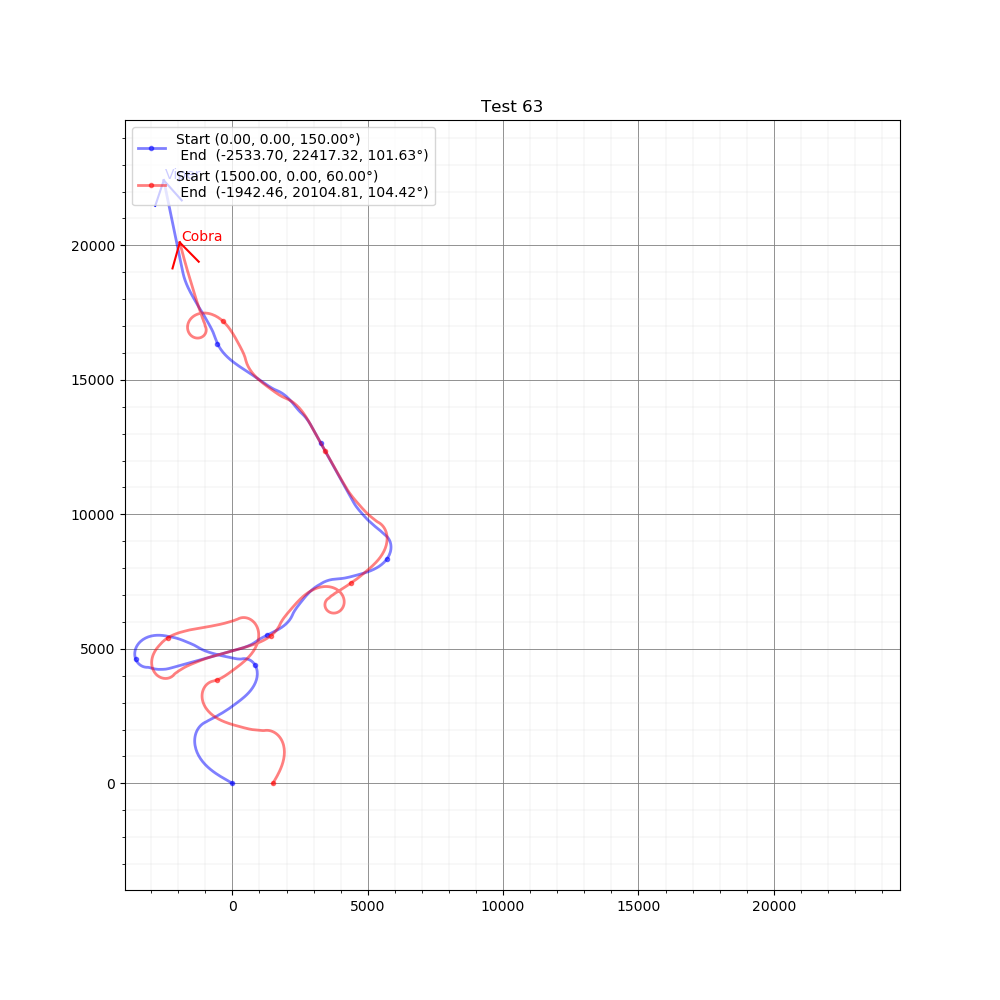 Test 63
Start (0.00, 0.00, 150.00°)
End (-2533.70, 22417.32, 101.63°)
Start (1500.00, 0.00, 60.00°)
End (-1942.46, 20104.81, 104.42°)
Cobra
20000
15000
10000
5000
0
0
5000
10000
15000
20000